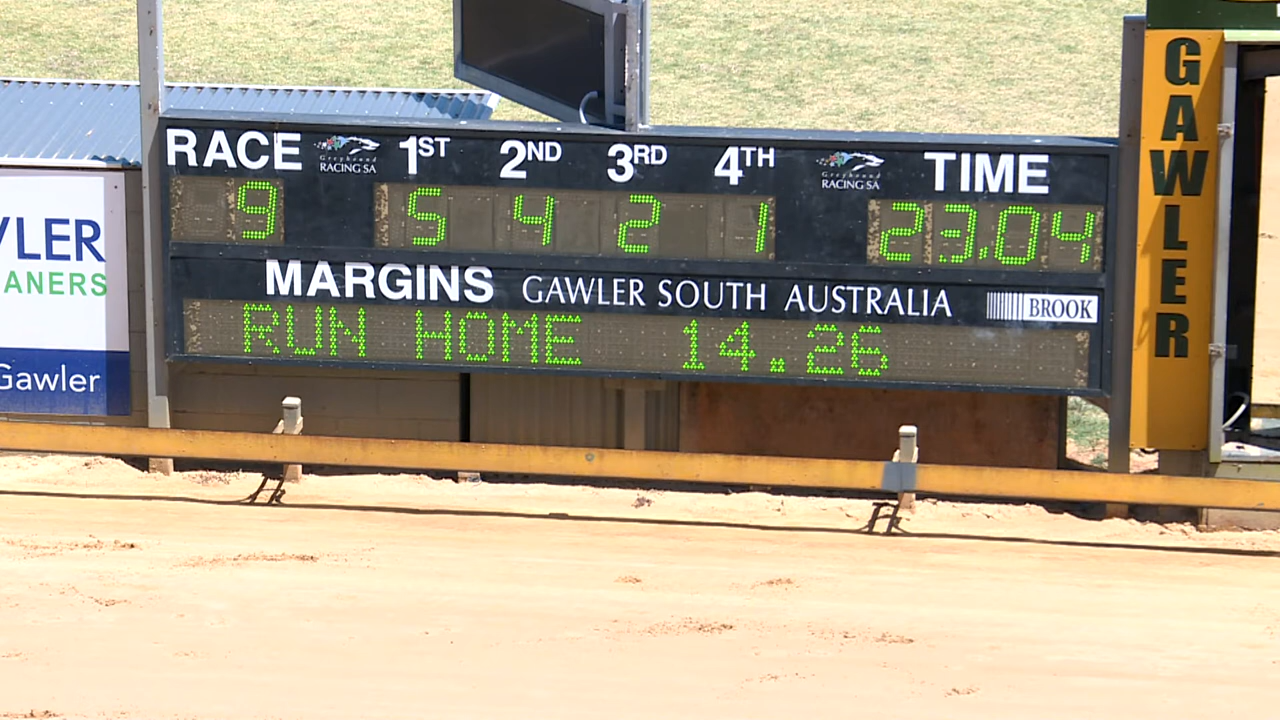 RACE 1ST 2ND 3RD 4TH TIME
Greyhound RACING SA
Greyhound RACING SA
9 5 4 2 1 23.04
MARGINS GAWLER SOUTH AUSTRALIA BROOK
RUN HOME 14.26
GAWLER
LER
ANERS
Gawler